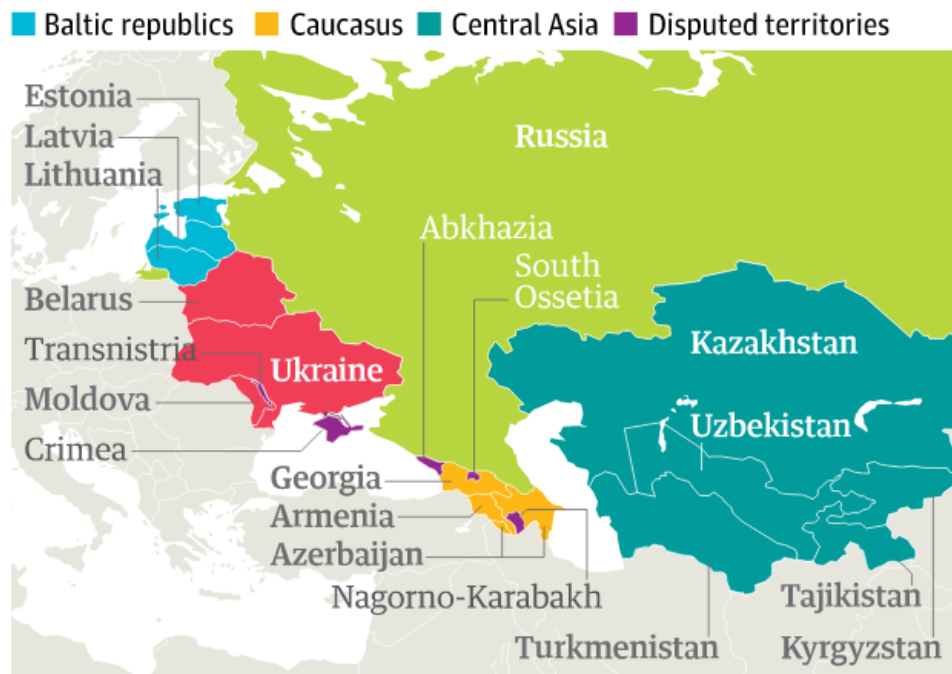 Baltic republics Caucasus Central Asia Disputed territories
Estonia
Latvia
Lithuania
Russia
Abkhazia
South
Ossetia
Belarus
Transnistria
Ukraine
Kazakhstan
Moldova
Uzbekistan
Crimea
Georgia
Armenia
Azerbaijan
Nagorno-Karabakh
Tajikistan
Turkmenistan
Kyrgyzstan